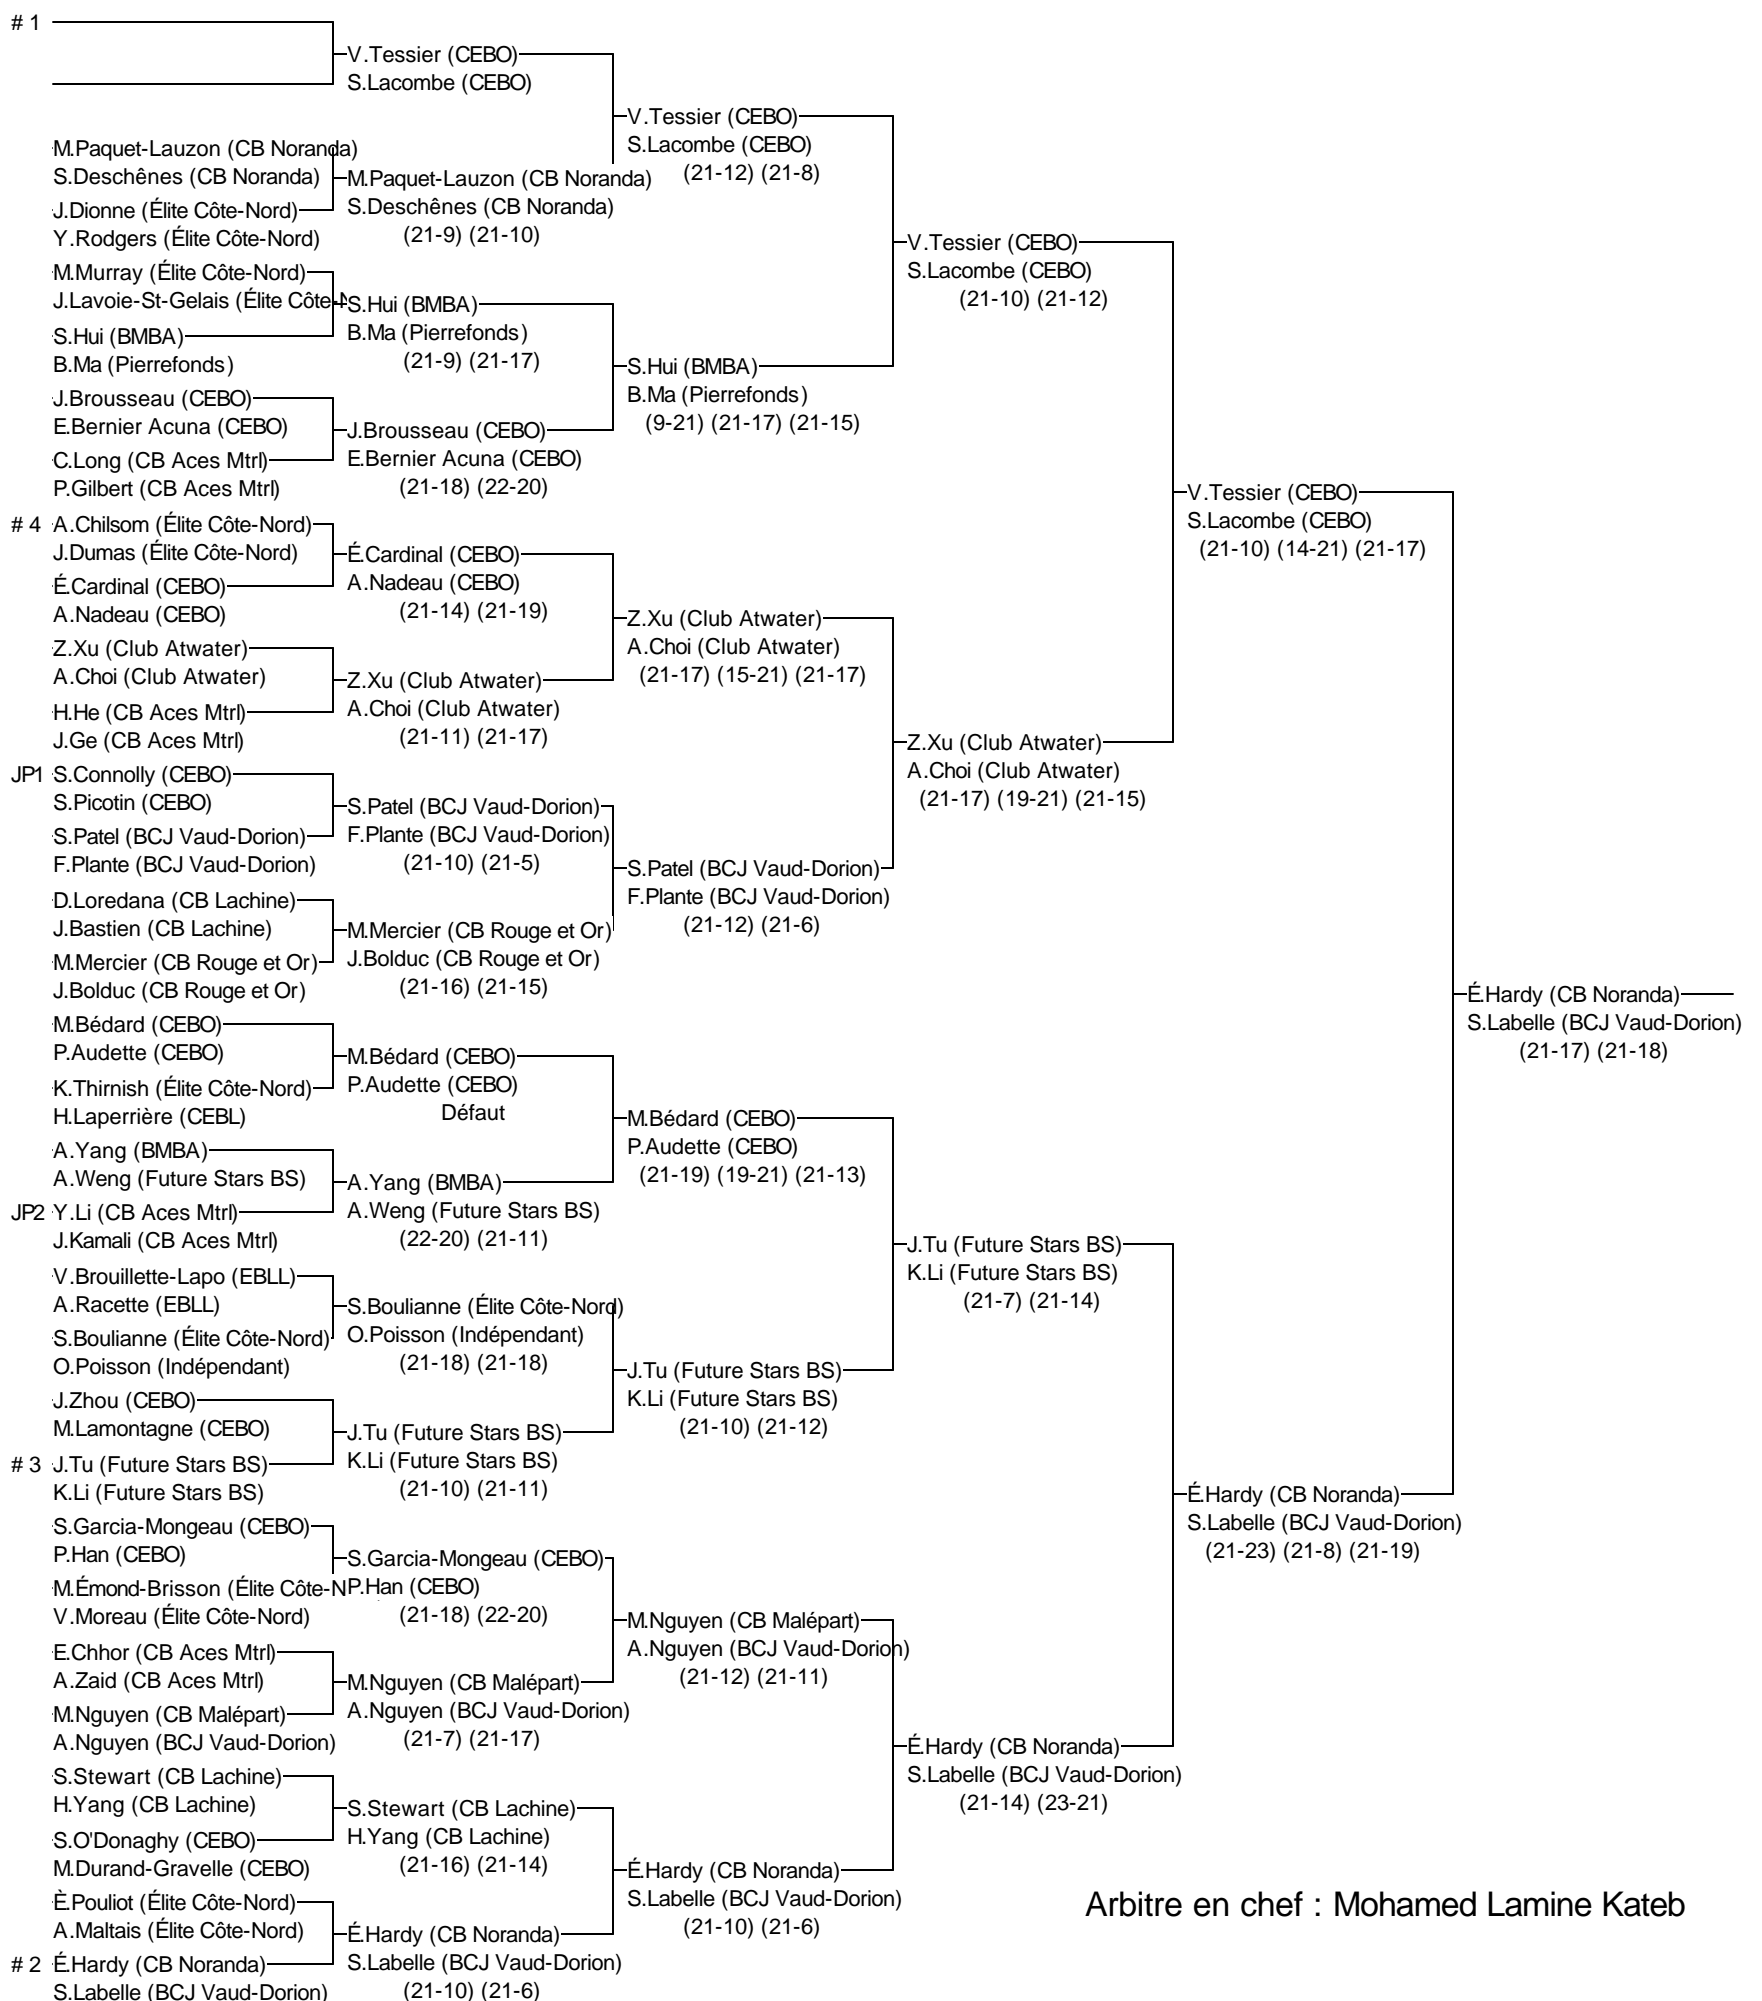 # 1
V.Tessier (CEBO)
S.Lacombe (CEBO)
V.Tessier (CEBO)
S.Lacombe (CEBO)
(21-12) (21-8)
M.Paquet-Lauzon (CB Noranda)
S.Deschênes (CB Noranda)
M.Paquet-Lauzon (CB Noranda)
S.Deschênes (CB Noranda)
(21-9) (21-10)
J.Dionne (Élite Côte-Nord)
Y.Rodgers (Élite Côte-Nord)
V.Tessier (CEBO)
S.Lacombe (CEBO)
(21-10) (21-12)
M.Murray (Élite Côte-Nord)
J.Lavoie-St-Gelais (Élite Côte-N
S.Hui (BMBA)
B.Ma (Pierrefonds)
(21-9) (21-17)
S.Hui (BMBA)
B.Ma (Pierrefonds)
S.Hui (BMBA)
B.Ma (Pierrefonds)
(9-21) (21-17) (21-15)
J.Brousseau (CEBO)
E.Bernier Acuna (CEBO)
J.Brousseau (CEBO)
E.Bernier Acuna (CEBO)
(21-18) (22-20)
C.Long (CB Aces Mtrl)
P.Gilbert (CB Aces Mtrl)
V.Tessier (CEBO)
S.Lacombe (CEBO)
(21-10) (14-21) (21-17)
# 4 A.Chilsom (Élite Côte-Nord)
J.Dumas (Élite Côte-Nord)
É.Cardinal (CEBO)
A.Nadeau (CEBO)
(21-14) (21-19)
É.Cardinal (CEBO)
A.Nadeau (CEBO)
Z.Xu (Club Atwater)
A.Choi (Club Atwater)
(21-17) (15-21) (21-17)
Z.Xu (Club Atwater)
A.Choi (Club Atwater)
Z.Xu (Club Atwater)
A.Choi (Club Atwater)
(21-11) (21-17)
H.He (CB Aces Mtrl)
J.Ge (CB Aces Mtrl)
Z.Xu (Club Atwater)
A.Choi (Club Atwater)
(21-17) (19-21) (21-15)
JP1 S.Connolly (CEBO)
S.Picotin (CEBO)
S.Patel (BCJ Vaud-Dorion)
F.Plante (BCJ Vaud-Dorion)
(21-10) (21-5)
S.Patel (BCJ Vaud-Dorion)
F.Plante (BCJ Vaud-Dorion)
S.Patel (BCJ Vaud-Dorion)
F.Plante (BCJ Vaud-Dorion)
(21-12) (21-6)
D.Loredana (CB Lachine)
J.Bastien (CB Lachine)
M.Mercier (CB Rouge et Or)
J.Bolduc (CB Rouge et Or)
(21-16) (21-15)
M.Mercier (CB Rouge et Or)
J.Bolduc (CB Rouge et Or)
É.Hardy (CB Noranda)
S.Labelle (BCJ Vaud-Dorion)
(21-17) (21-18)
M.Bédard (CEBO)
P.Audette (CEBO)
M.Bédard (CEBO)
P.Audette (CEBO)
Défaut
K.Thirnish (Élite Côte-Nord)
H.Laperrière (CEBL)
M.Bédard (CEBO)
P.Audette (CEBO)
(21-19) (19-21) (21-13)
A.Yang (BMBA)
A.Weng (Future Stars BS)
A.Yang (BMBA)
A.Weng (Future Stars BS)
(22-20) (21-11)
JP2 Y.Li (CB Aces Mtrl)
J.Kamali (CB Aces Mtrl)
J.Tu (Future Stars BS)
K.Li (Future Stars BS)
(21-7) (21-14)
V.Brouillette-Lapo (EBLL)
A.Racette (EBLL)
S.Boulianne (Élite Côte-Nord)
O.Poisson (Indépendant)
(21-18) (21-18)
S.Boulianne (Élite Côte-Nord)
O.Poisson (Indépendant)
J.Tu (Future Stars BS)
K.Li (Future Stars BS)
(21-10) (21-12)
J.Zhou (CEBO)
M.Lamontagne (CEBO)
J.Tu (Future Stars BS)
K.Li (Future Stars BS)
(21-10) (21-11)
# 3 J.Tu (Future Stars BS)
K.Li (Future Stars BS)
É.Hardy (CB Noranda)
S.Labelle (BCJ Vaud-Dorion)
(21-23) (21-8) (21-19)
S.Garcia-Mongeau (CEBO)
P.Han (CEBO)
S.Garcia-Mongeau (CEBO)
P.Han (CEBO)
(21-18) (22-20)
M.Émond-Brisson (Élite Côte-N
V.Moreau (Élite Côte-Nord)
M.Nguyen (CB Malépart)
A.Nguyen (BCJ Vaud-Dorion)
(21-12) (21-11)
E.Chhor (CB Aces Mtrl)
A.Zaid (CB Aces Mtrl)
M.Nguyen (CB Malépart)
A.Nguyen (BCJ Vaud-Dorion)
(21-7) (21-17)
M.Nguyen (CB Malépart)
A.Nguyen (BCJ Vaud-Dorion)
É.Hardy (CB Noranda)
S.Labelle (BCJ Vaud-Dorion)
(21-14) (23-21)
S.Stewart (CB Lachine)
H.Yang (CB Lachine)
S.Stewart (CB Lachine)
H.Yang (CB Lachine)
(21-16) (21-14)
S.O'Donaghy (CEBO)
M.Durand-Gravelle (CEBO)
É.Hardy (CB Noranda)
S.Labelle (BCJ Vaud-Dorion)
(21-10) (21-6)
È.Pouliot (Élite Côte-Nord)
A.Maltais (Élite Côte-Nord)
É.Hardy (CB Noranda)
S.Labelle (BCJ Vaud-Dorion)
(21-10) (21-6)
# 2 É.Hardy (CB Noranda)
S.Labelle (BCJ Vaud-Dorion)
Arbitre en chef : Mohamed Lamine Kateb